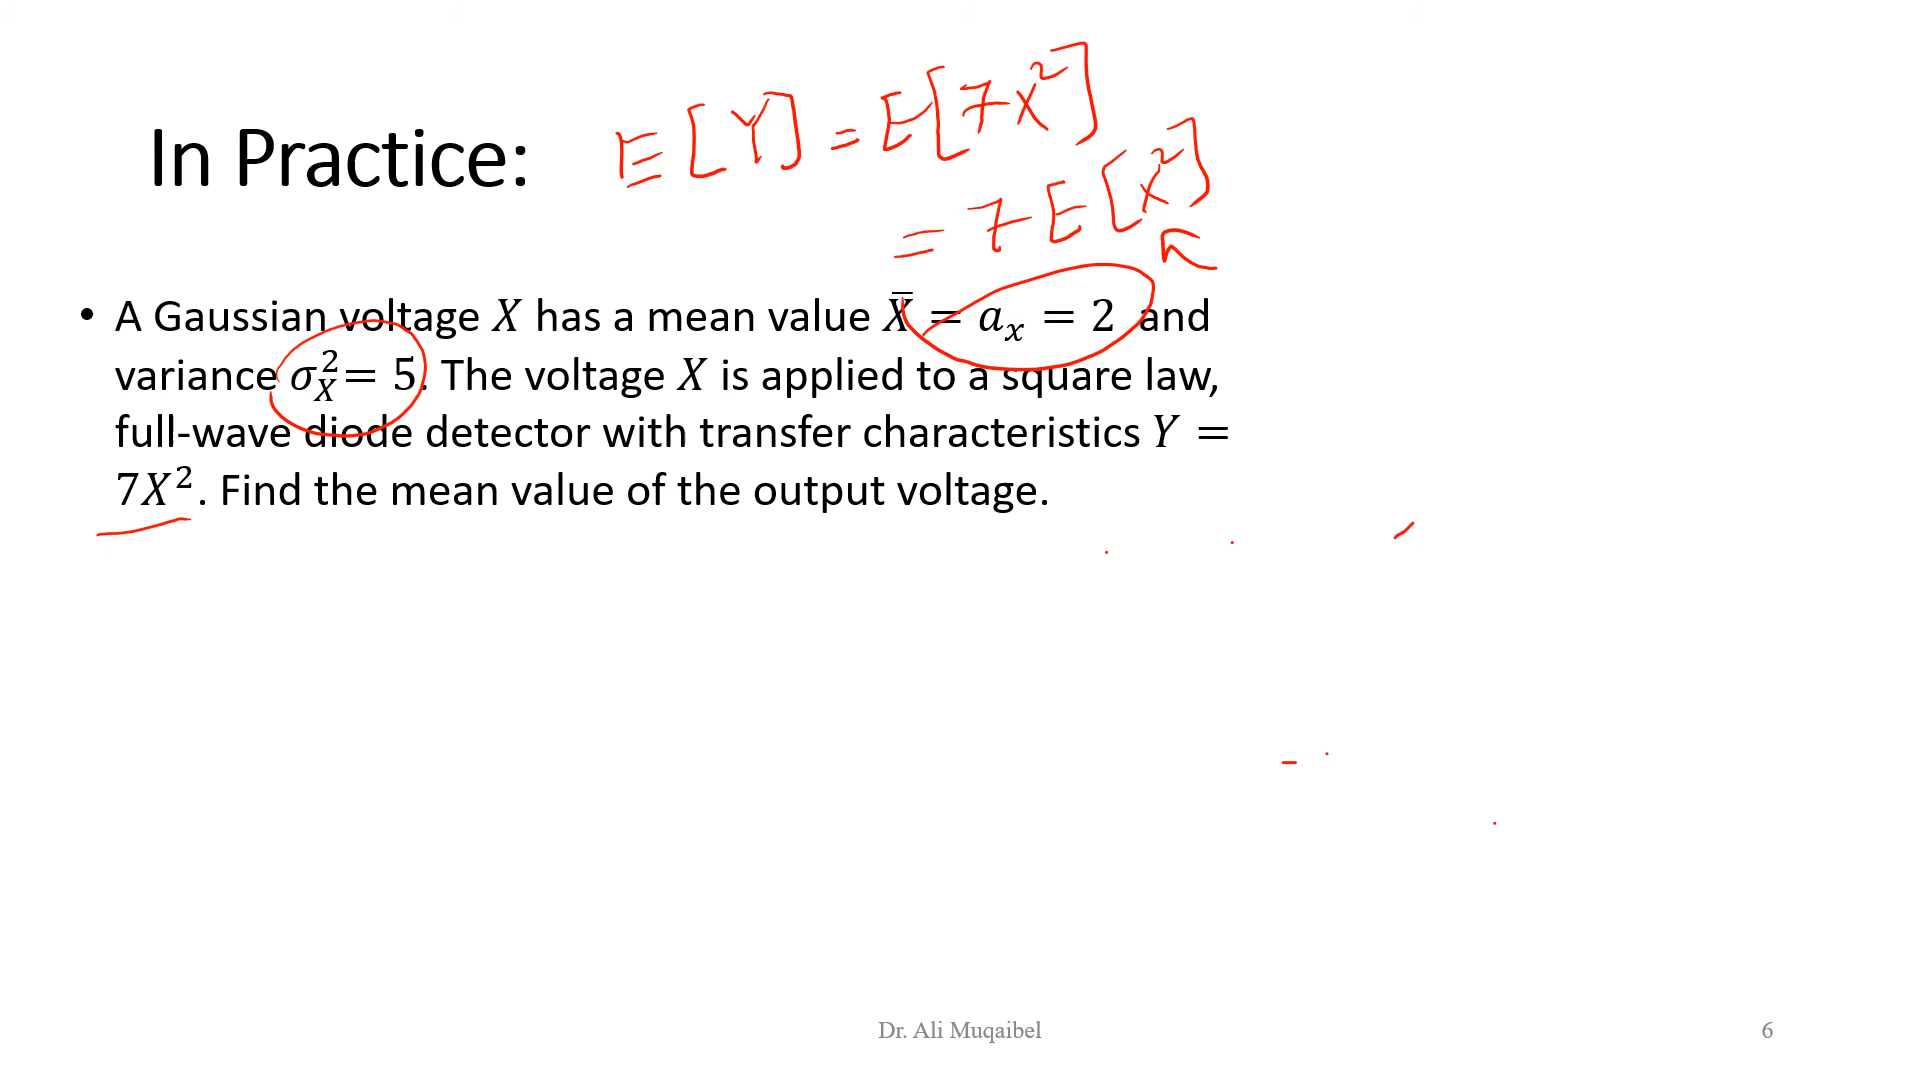 E[Y] = E[7X²]
= 7E[X²]
In Practice:
• A Gaussian voltage X has a mean value X̅ = aₓ = 2 and
variance σ_X² = 5. The voltage X is applied to a square law,
full-wave diode detector with transfer characteristics Y =
7X². Find the mean value of the output voltage.
Dr. Ali Muqaibel
6